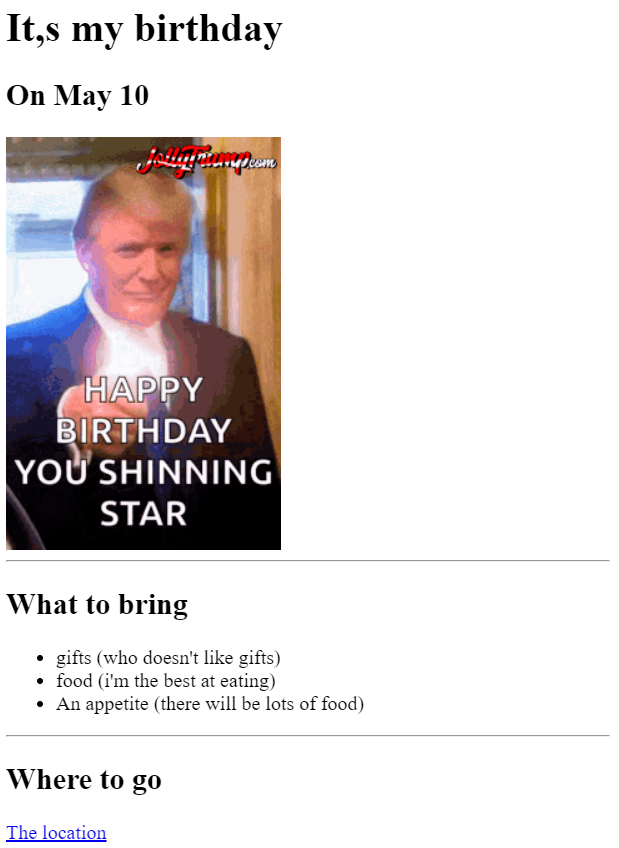 It,s my birthday
On May 10
JollyTrump.com
HAPPY
BIRTHDAY
YOU SHINNING
STAR
What to bring
gifts (who doesn't like gifts)
food (i'm the best at eating)
An appetite (there will be lots of food)
Where to go
The location